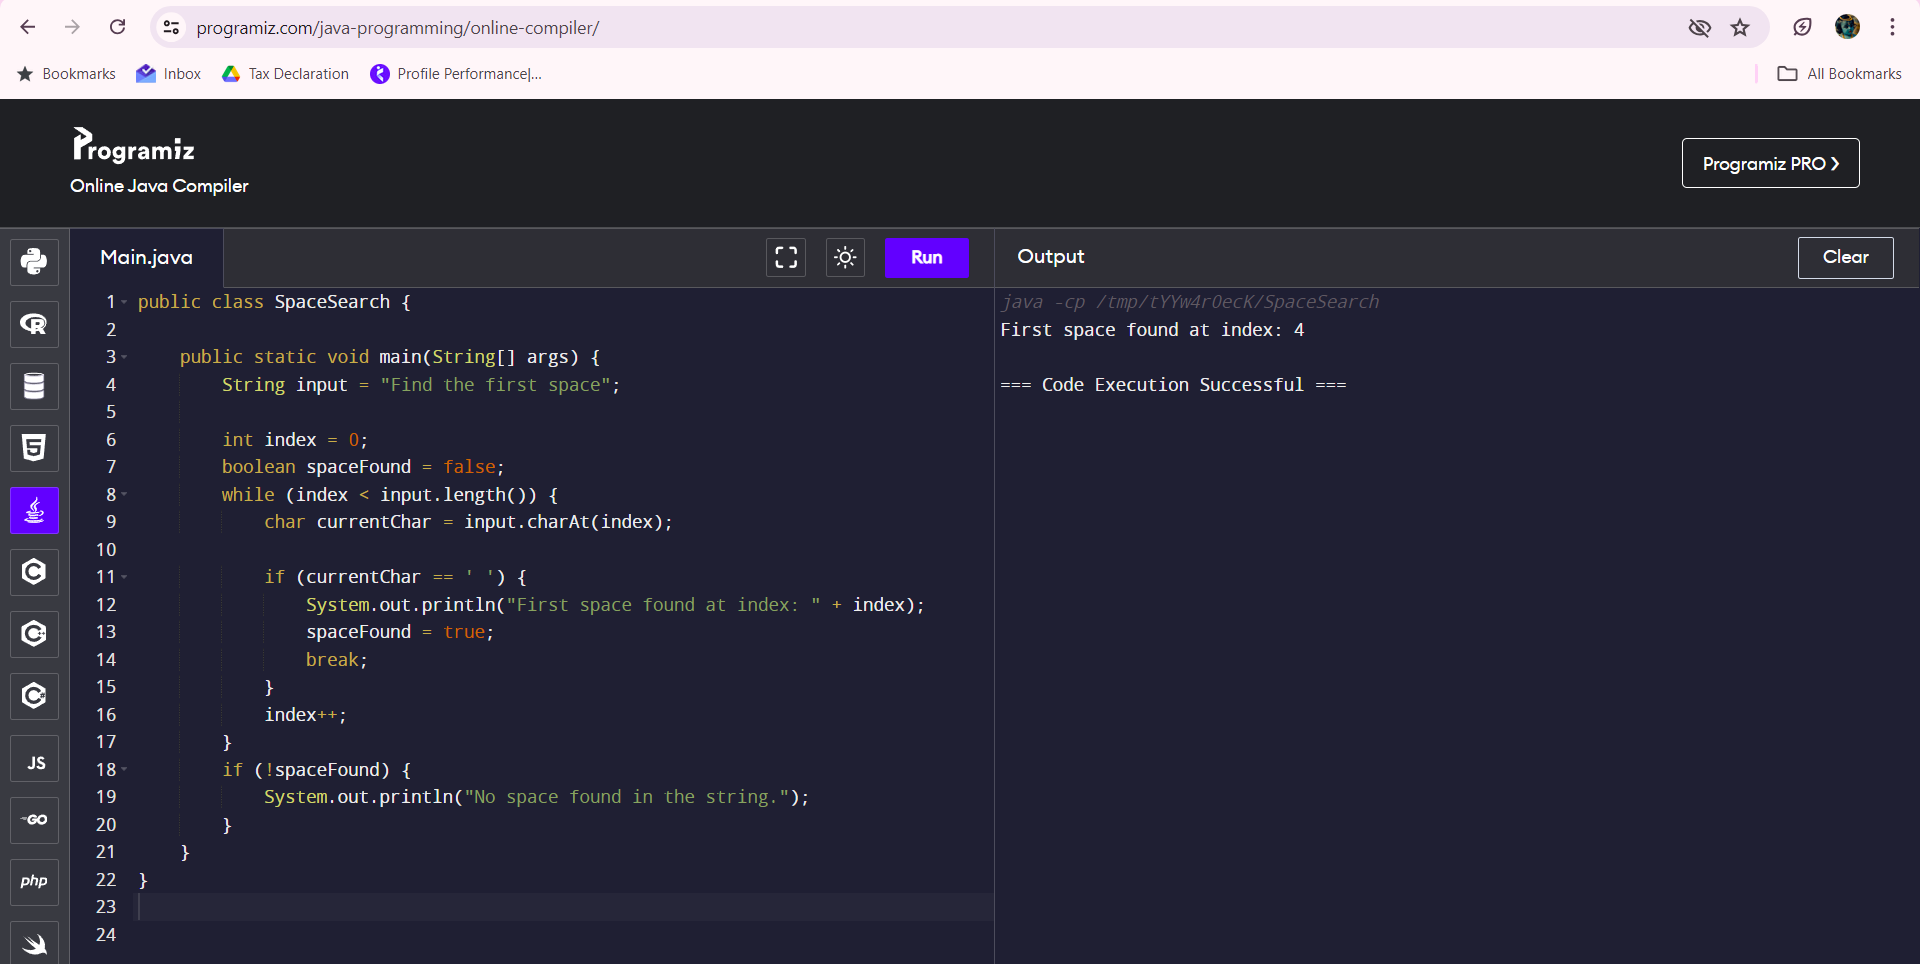 programiz.com/java-programming/online-compiler/
Bookmarks Inbox Tax Declaration Profile Performance|... All Bookmarks
Programiz
Online Java Compiler
Programiz PRO
Main.java Run
1 public class SpaceSearch {
2
3     public static void main(String[] args) {
4         String input = "Find the first space";
5
6         int index = 0;
7         boolean spaceFound = false;
8         while (index < input.length()) {
9             char currentChar = input.charAt(index);
10
11             if (currentChar == ' ') {
12                 System.out.println("First space found at index: " + index);
13                 spaceFound = true;
14                 break;
15             }
16             index++;
17         }
18         if (!spaceFound) {
19             System.out.println("No space found in the string.");
20         }
21     }
22 }
23
24
Output Clear
java -cp /tmp/tYYw4rOecK/SpaceSearch
First space found at index: 4
=== Code Execution Successful ===
R
5
C
C++
C#
JS
GO
php